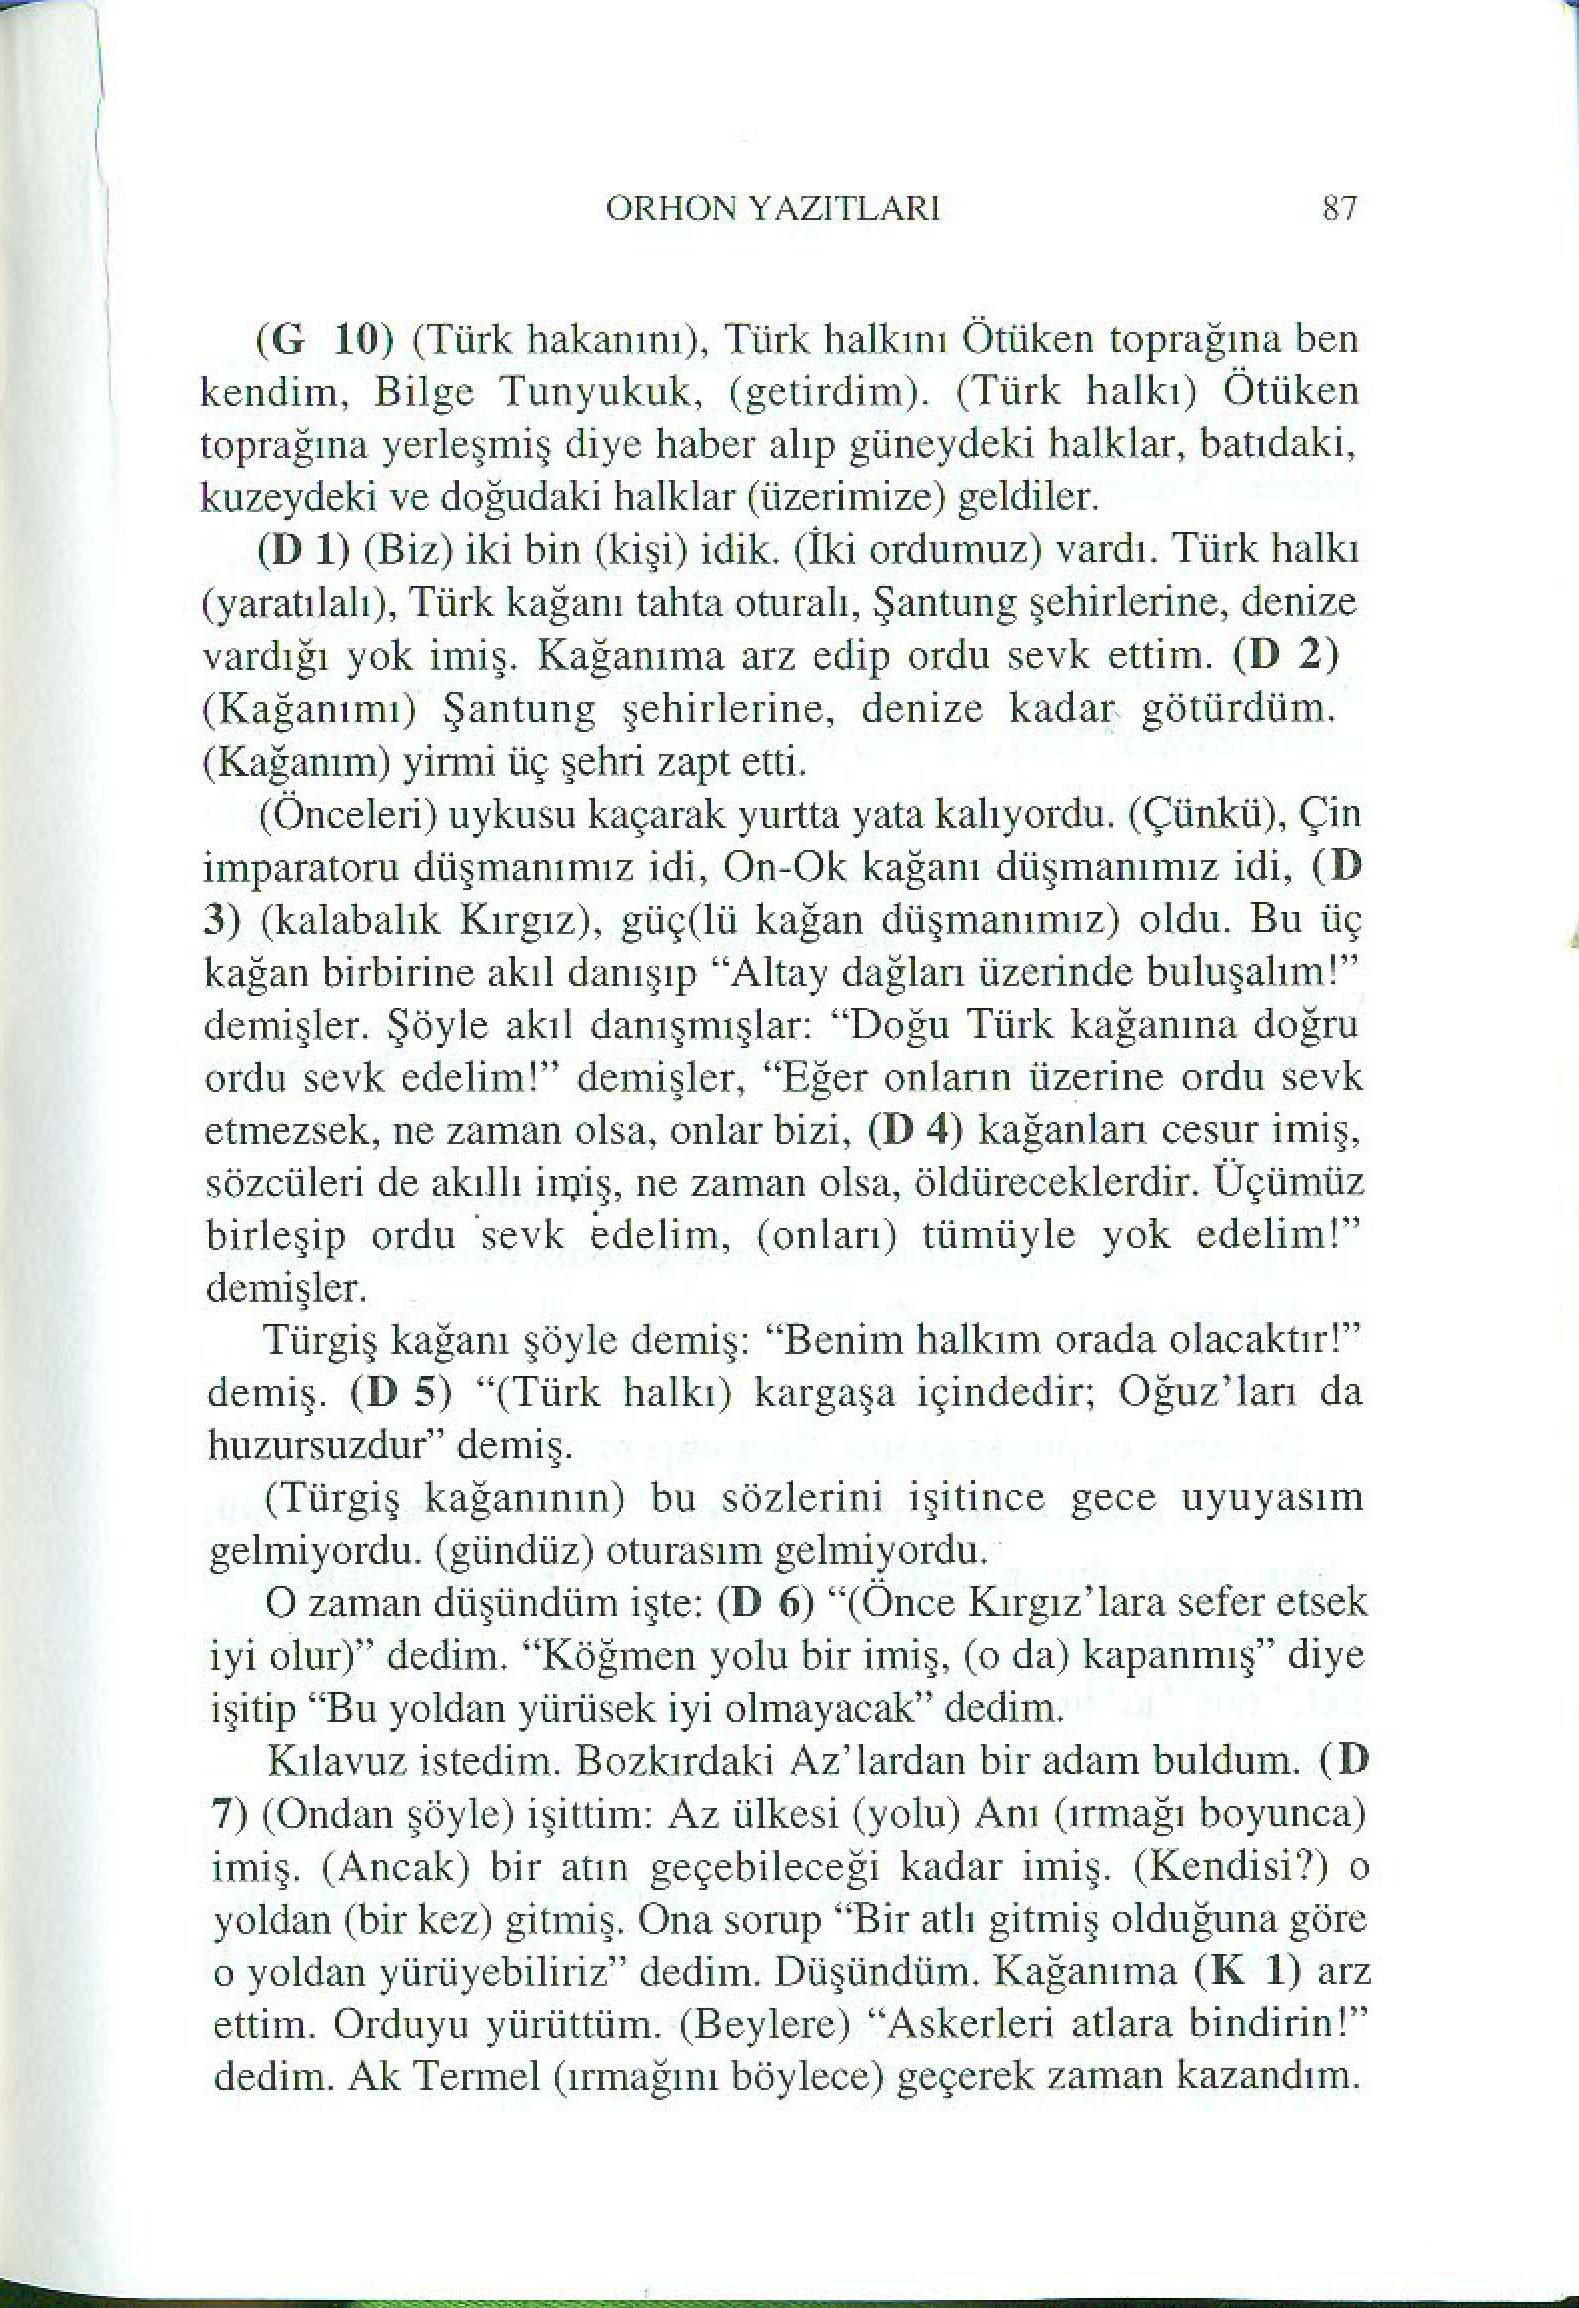 ORHON YAZITLARI 87
(G 10) (Türk hakanını), Türk halkını Ötüken toprağına ben
kendim, Bilge Tunyukuk, (getirdim). (Türk halkı) Ötüken
toprağına yerleşmiş diye haber alıp güneydeki halklar, batıdaki,
kuzeydeki ve doğudaki halklar (üzerimize) geldiler.
(D 1) (Biz) iki bin (kişi) idik. (İki ordumuz) vardı. Türk halkı
(yaratılalı), Türk kağanı tahta oturalı, Şantung şehirlerine, denize
vardığı yok imiş. Kağanıma arz edip ordu sevk ettim. (D 2)
(Kağanımı) Şantung şehirlerine, denize kadar götürdüm.
(Kağanım) yirmi üç şehri zapt etti.
(Önceleri) uykusu kaçarak yurtta yata kalıyordu. (Çünkü), Çin
imparatoru düşmanımız idi, On-Ok kağanı düşmanımız idi, (D
3) (kalabalık Kırgız), güç(lü kağan düşmanımız) oldu. Bu üç
kağan birbirine akıl danışıp “Altay dağları üzerinde buluşalım!”
demişler. Şöyle akıl danışmışlar: “Doğu Türk kağanına doğru
ordu sevk edelim!” demişler, “Eğer onların üzerine ordu sevk
etmezsek, ne zaman olsa, onlar bizi, (D 4) kağanları cesur imiş,
sözcüleri de akıllı imiş, ne zaman olsa, öldüreceklerdir. Üçümüz
birleşip ordu sevk edelim, (onları) tümüyle yok edelim!”
demişler.
Türgiş kağanı şöyle demiş: “Benim halkım orada olacaktır!”
demiş. (D 5) “(Türk halkı) kargaşa içindedir; Oğuz’ları da
huzursuzdur” demiş.
(Türgiş kağanının) bu sözlerini işitince gece uyuyasım
gelmiyordu. (gündüz) oturasım gelmiyordu.
O zaman düşündüm işte: (D 6) “(Önce Kırgız’lara sefer etsek
iyi olur)” dedim. “Köğmen yolu bir imiş, (o da) kapanmış” diye
işitip “Bu yoldan yürüsek iyi olmayacak” dedim.
Kılavuz istedim. Bozkırdaki Az’lardan bir adam buldum. (D
7) (Ondan şöyle) işittim: Az ülkesi (yolu) Anı (ırmağı boyunca)
imiş. (Ancak) bir atın geçebileceği kadar imiş. (Kendisi?) o
yoldan (bir kez) gitmiş. Ona sorup “Bir atlı gitmiş olduğuna göre
o yoldan yürüyebiliriz” dedim. Düşündüm. Kağanıma (K 1) arz
ettim. Orduyu yürüttüm. (Beylere) “Askerleri atlara bindirin!”
dedim. Ak Termel (ırmağını böylece) geçerek zaman kazandım.